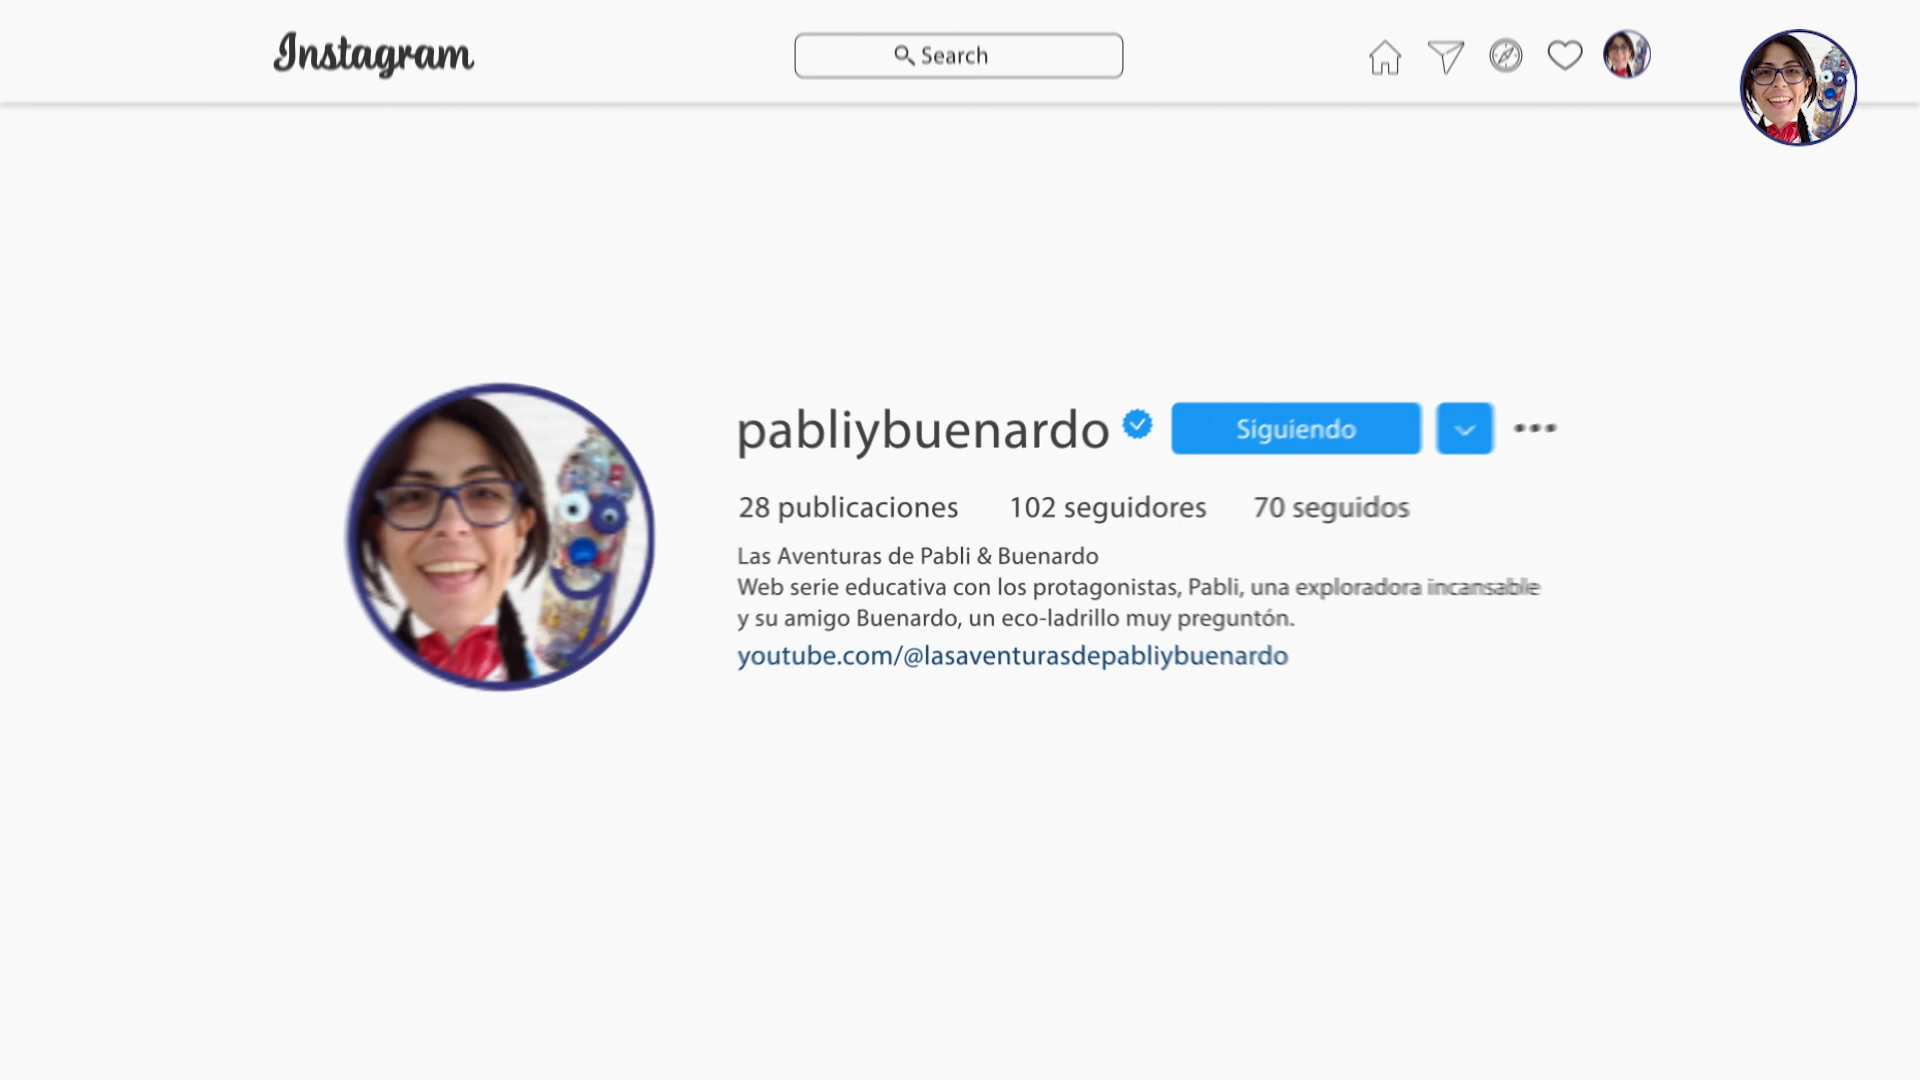 Instagram
Search
pabliybuenardo
Siguiendo
28 publicaciones 102 seguidores 70 seguidos
Las Aventuras de Pabli & Buenardo
Web serie educativa con los protagonistas, Pabli, una exploradora incansable
y su amigo Buenardo, un eco-ladrillo muy preguntón.
youtube.com/@lasaventurasdepabliybuenardo